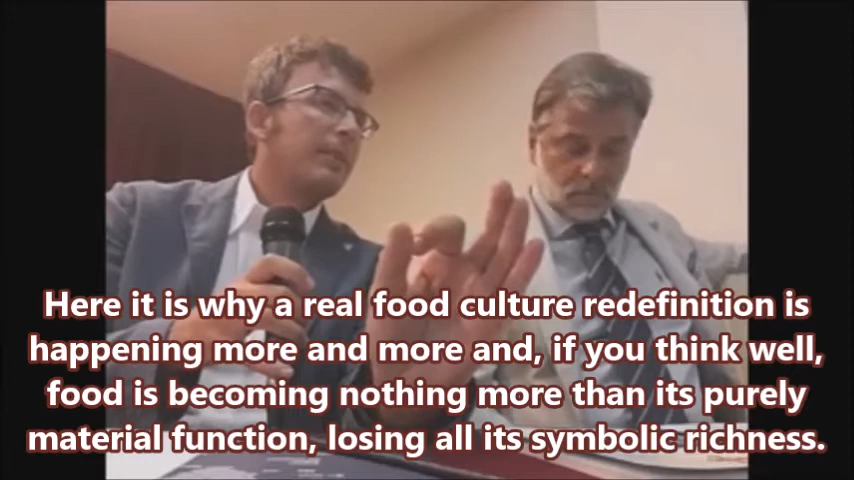 Here it is why a real food culture redefinition is
happening more and more and, if you think well,
food is becoming nothing more than its purely
material function, losing all its symbolic richness.